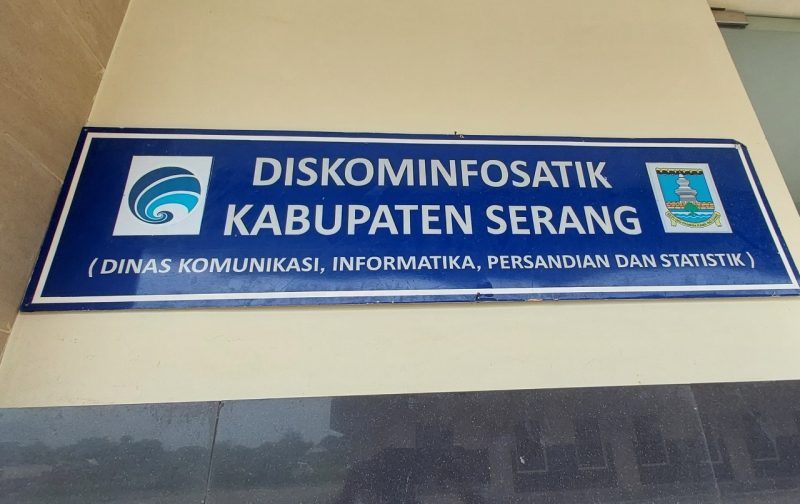 DISKOMINFOSATIK
KABUPATEN SERANG
( DINAS KOMUNIKASI, INFORMATIKA, PERSANDIAN DAN STATISTIK )